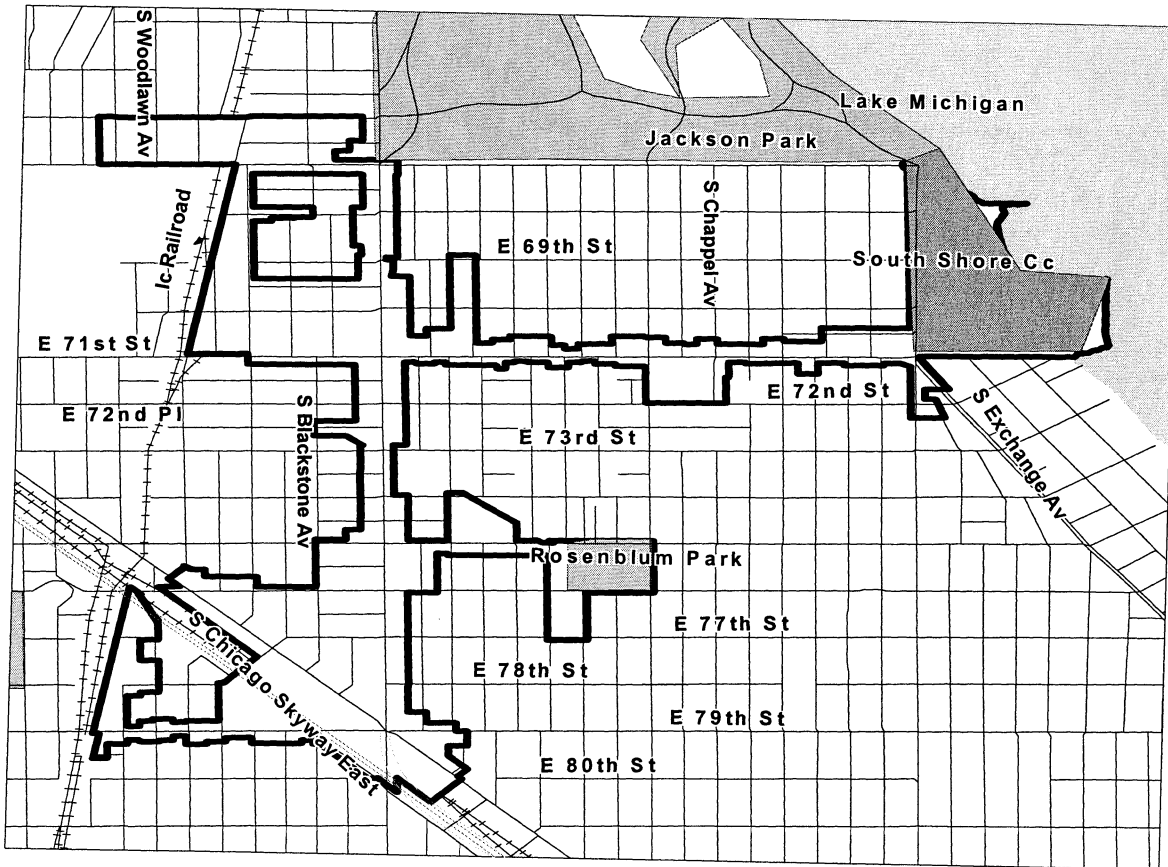 S Woodlawn Av
Lake Michigan
Jackson Park
S Chappel Av
Ic Railroad
E 69th St
South Shore Cc
E 71st St
E 72nd St
E 72nd Pl
S Blackstone Av
E 73rd St
S Exchange Av
Rosenblum Park
E 77th St
S Chicago Skyway East
E 78th St
E 79th St
E 80th St